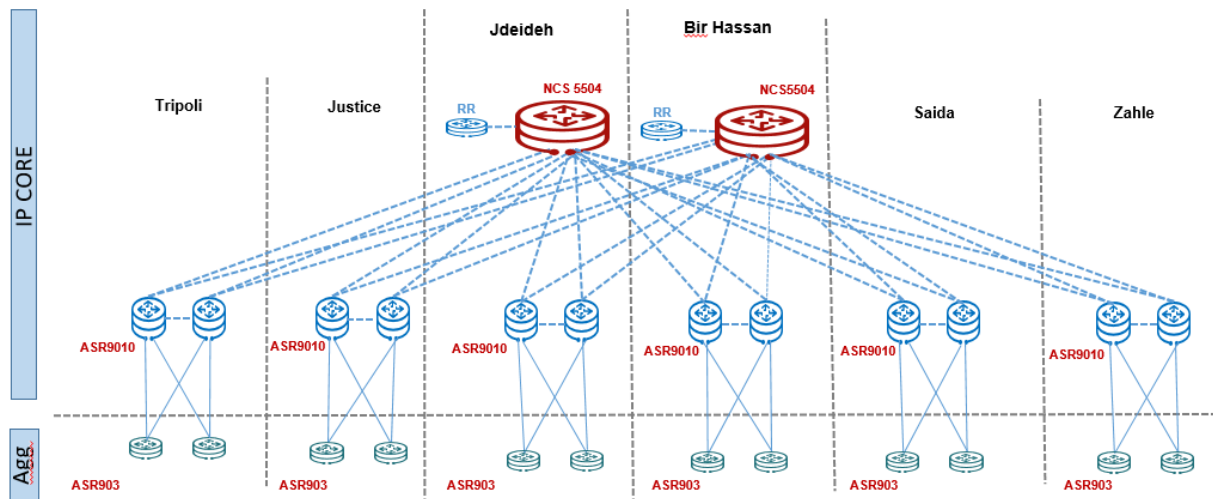 IP CORE
Jdeideh
Bir Hassan
NCS 5504
NCS5504
Tripoli
Justice
RR
RR
Saida
Zahle
ASR9010
ASR9010
ASR9010
ASR9010
ASR9010
ASR9010
Agg
ASR903
ASR903
ASR903
ASR903
ASR903
ASR903